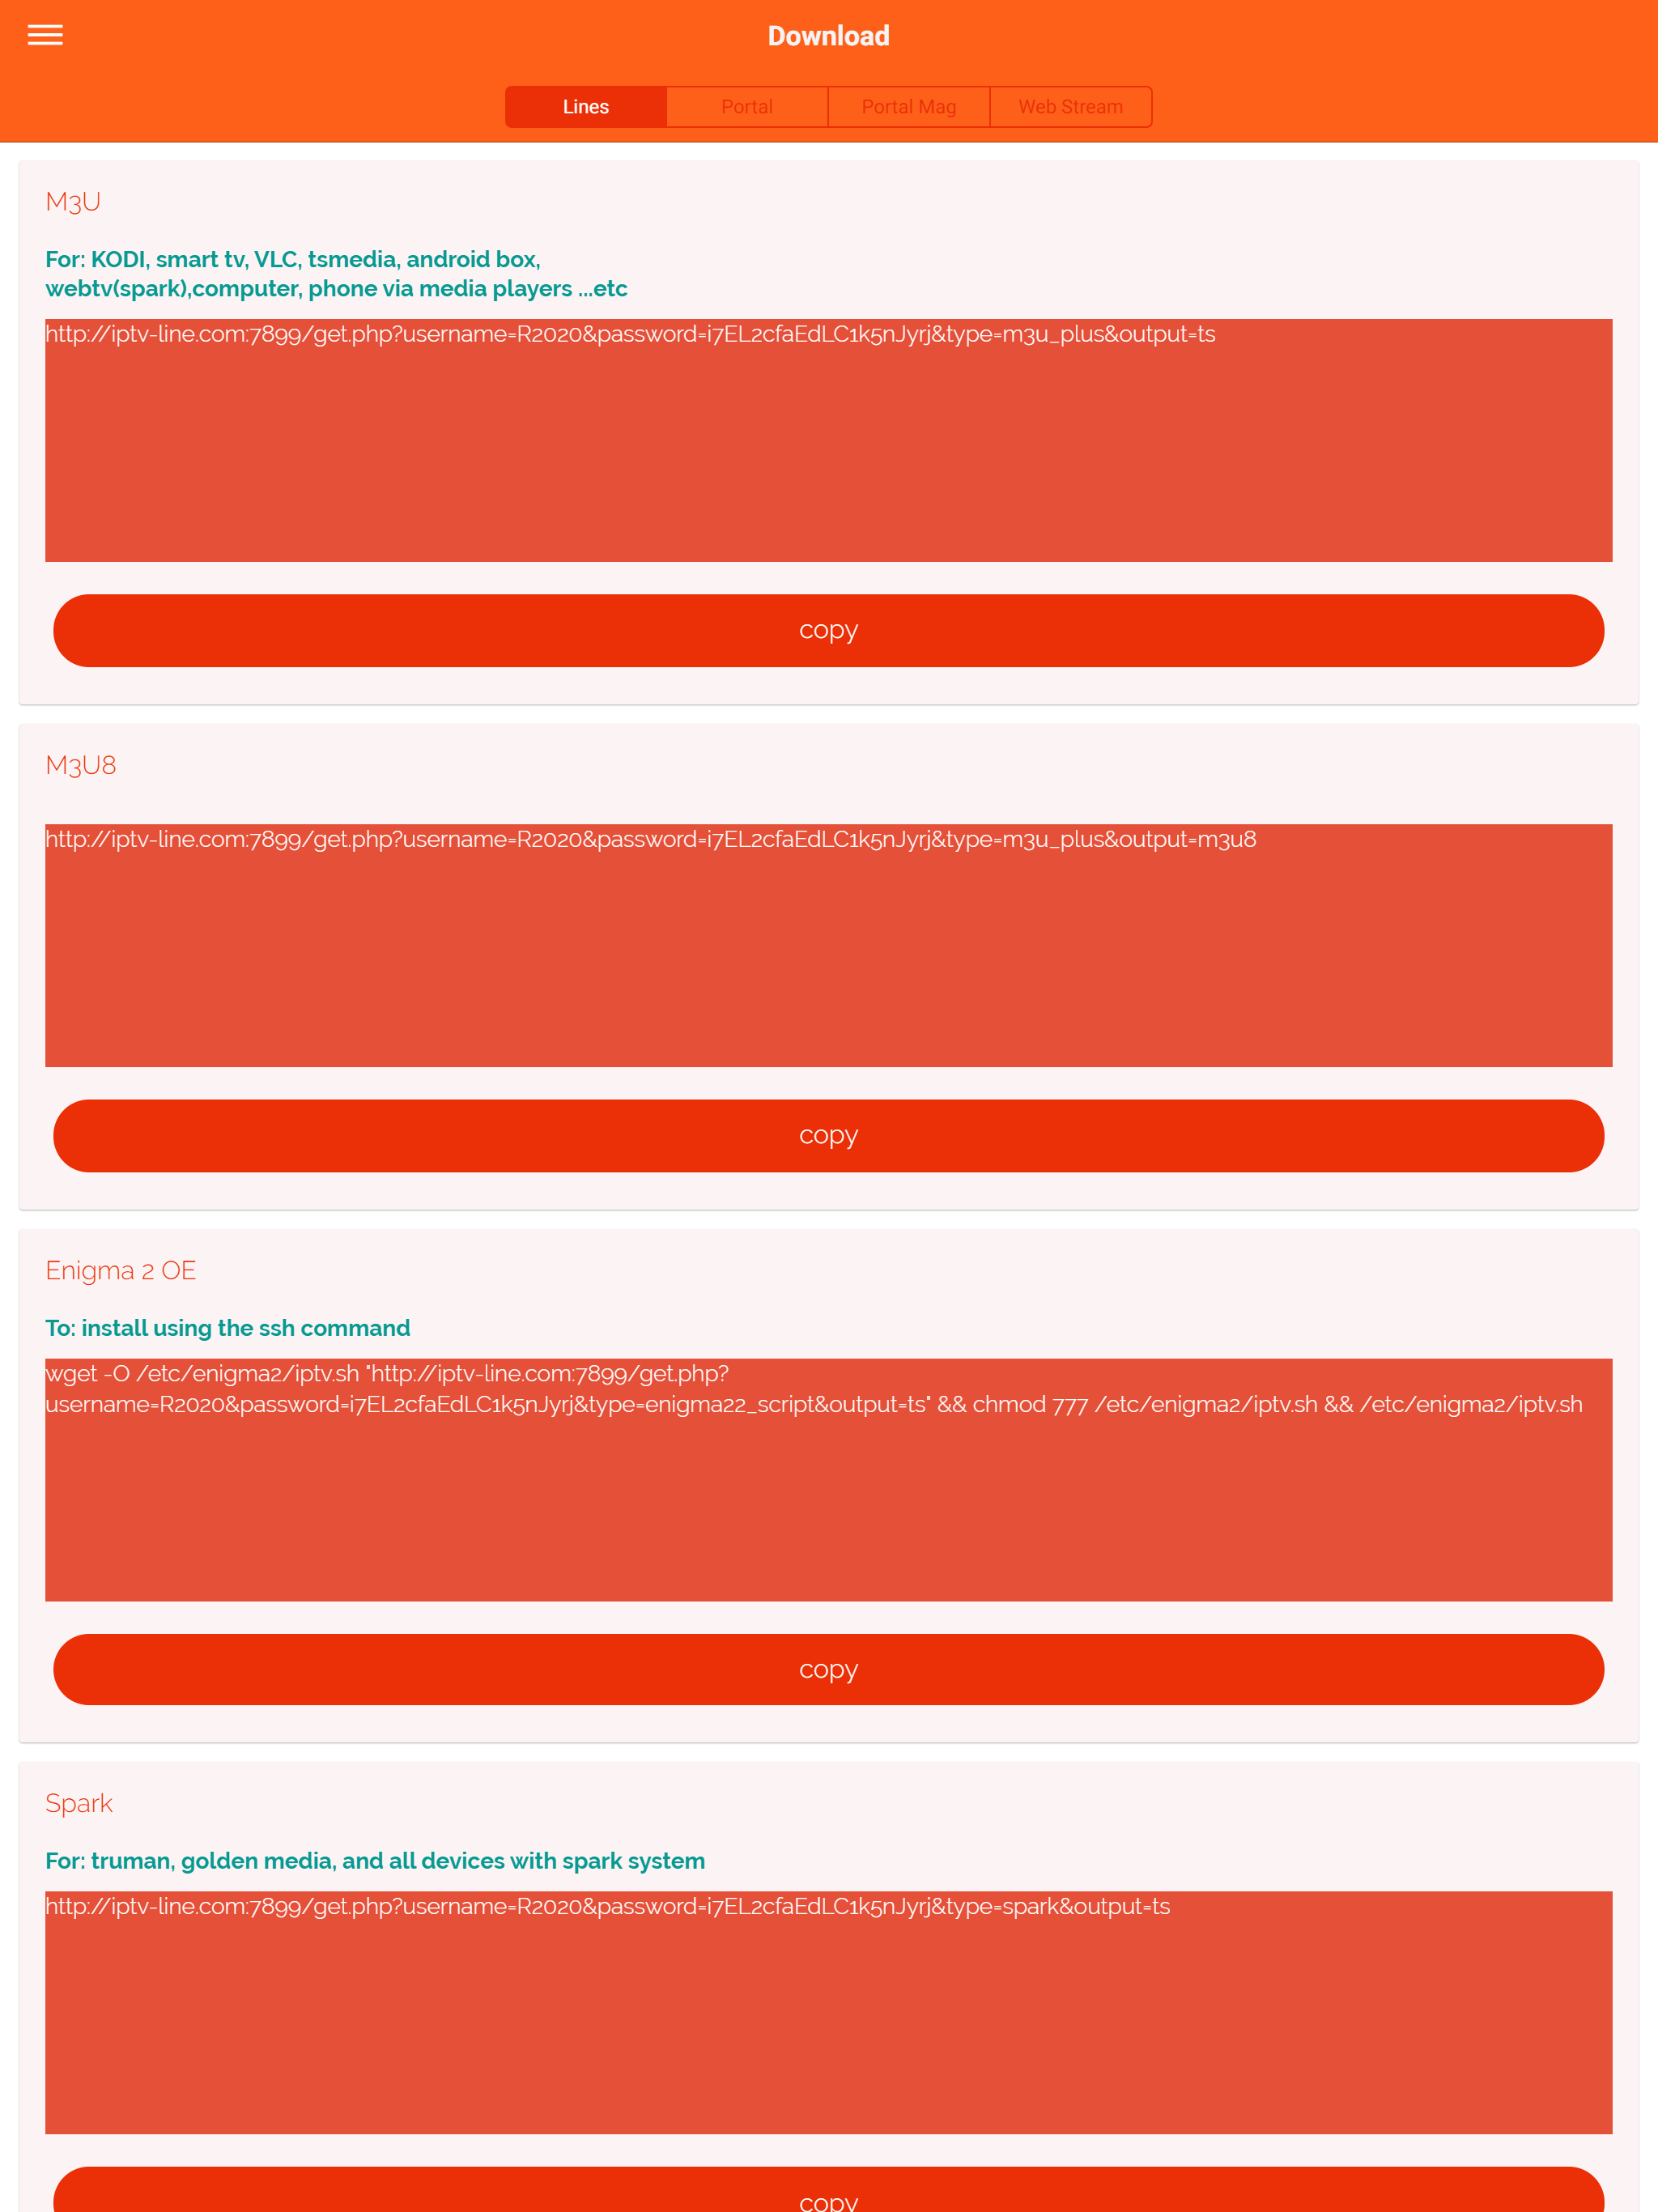 Download
Lines Portal Portal Mag Web Stream
M3U
For: KODI, smart tv, VLC, tsmedia, android box,
webtv(spark),computer, phone via media players ...etc
http://iptv-line.com:7899/get.php?username=R2020&password=i7EL2cfaEdLC1k5nJyrj&type=m3u_plus&output=ts
copy
M3U8
http://iptv-line.com:7899/get.php?username=R2020&password=i7EL2cfaEdLC1k5nJyrj&type=m3u_plus&output=m3u8
copy
Enigma 2 OE
To: install using the ssh command
wget -O /etc/enigma2/iptv.sh "http://iptv-line.com:7899/get.php?
username=R2020&password=i7EL2cfaEdLC1k5nJyrj&type=enigma22_script&output=ts" && chmod 777 /etc/enigma2/iptv.sh && /etc/enigma2/iptv.sh
copy
Spark
For: truman, golden media, and all devices with spark system
http://iptv-line.com:7899/get.php?username=R2020&password=i7EL2cfaEdLC1k5nJyrj&type=spark&output=ts
copy